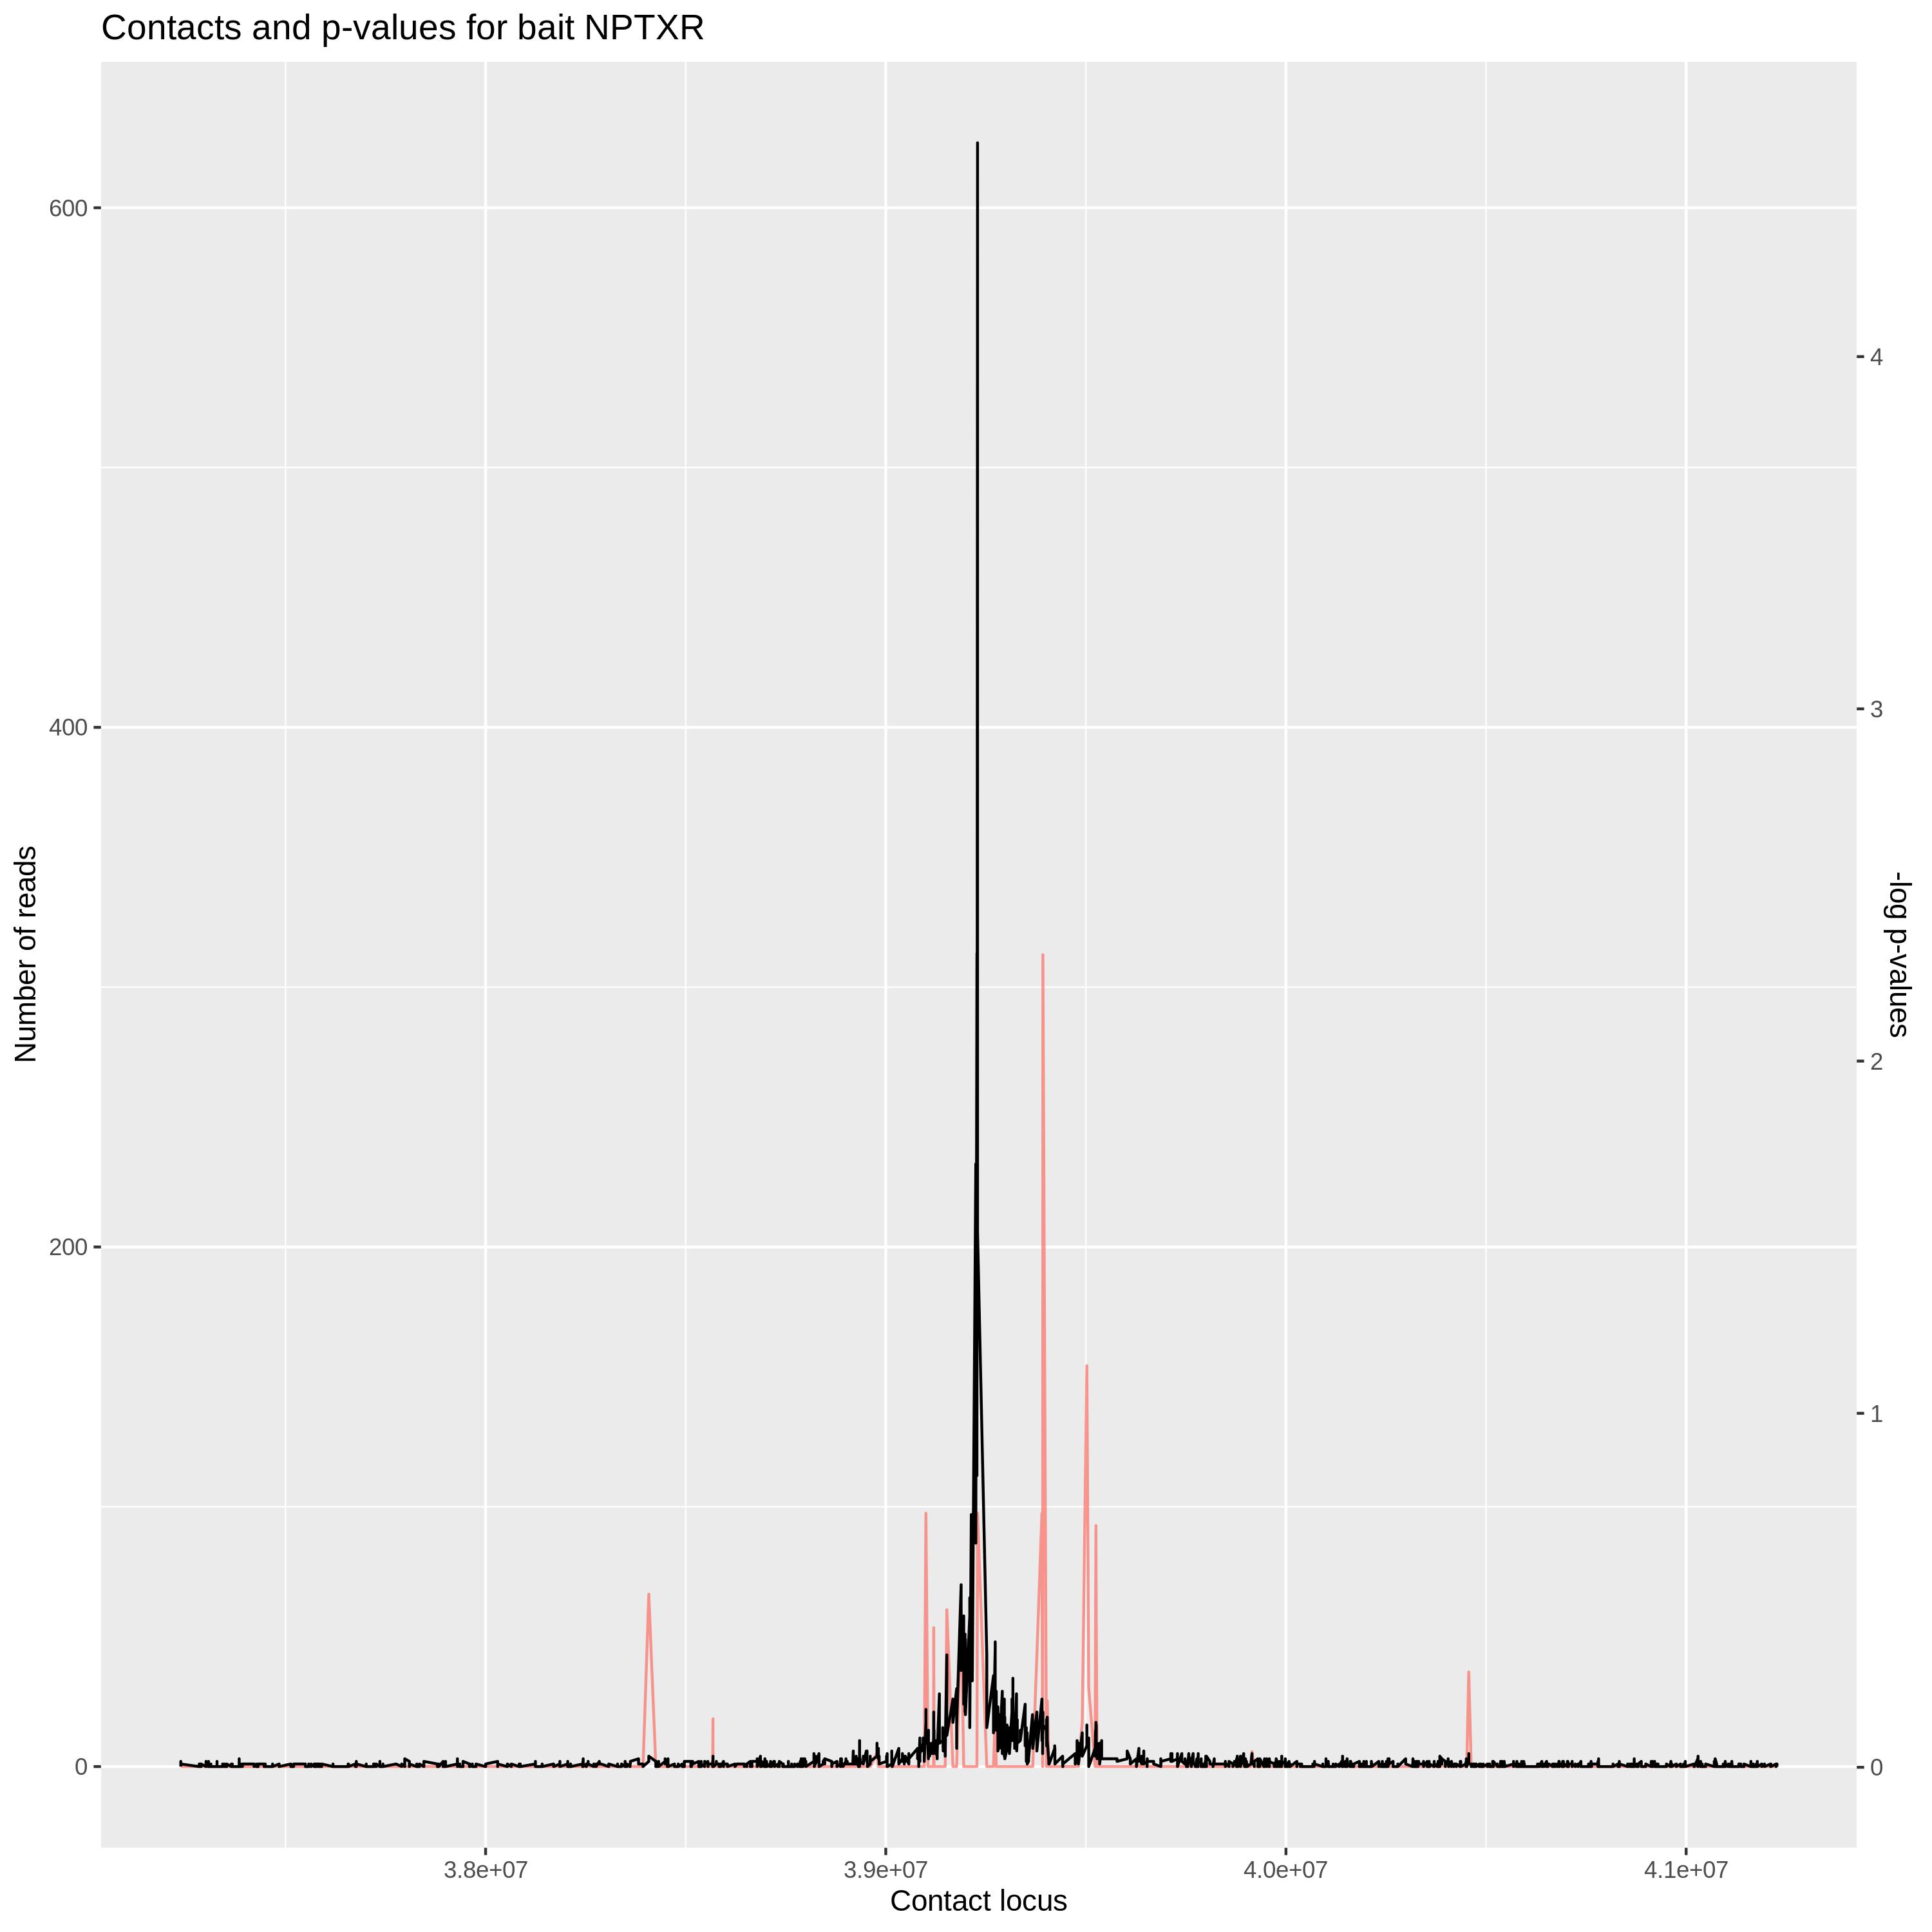 Contacts and p-values for bait NPTXR
Number of reads
600
400
200
0
4
3
2
1
0
-log p-values
3.8e+07
3.9e+07
4.0e+07
4.1e+07
Contact locus